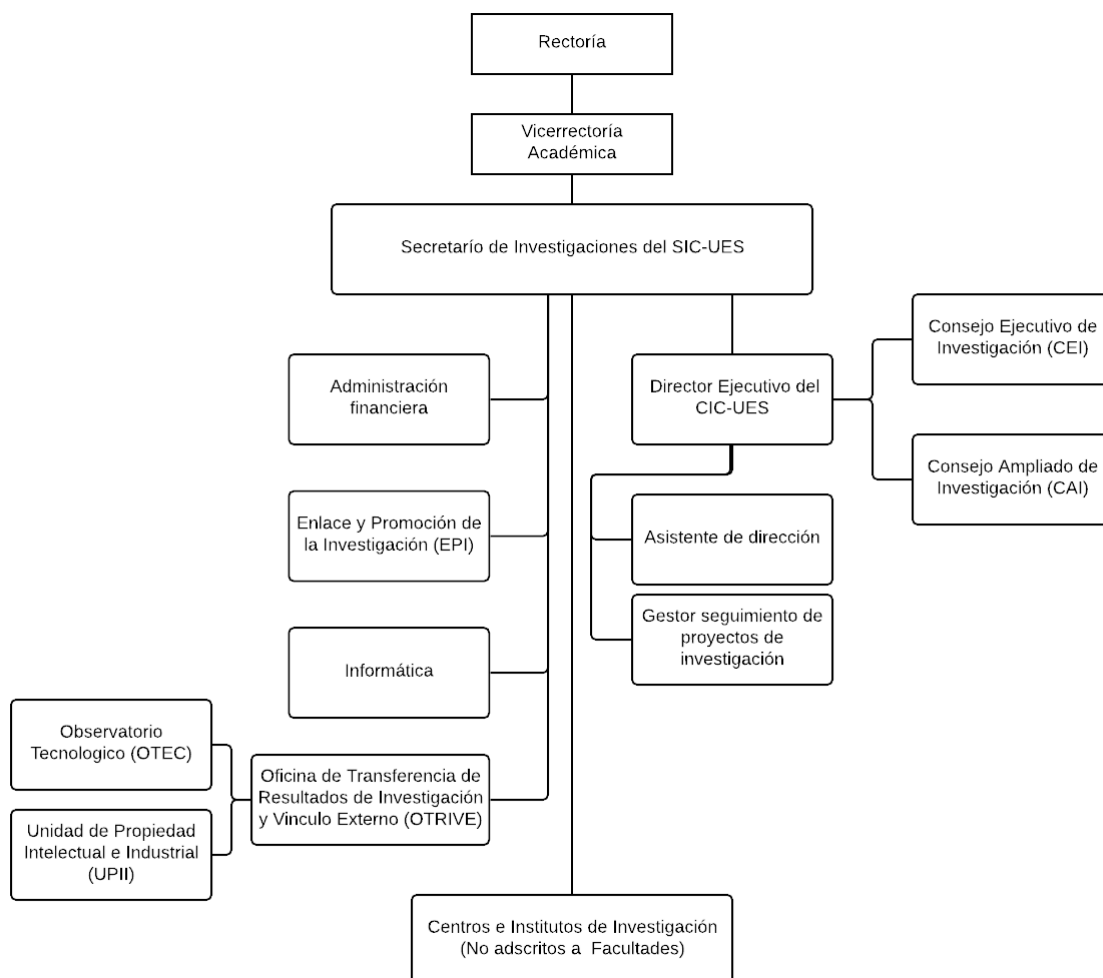 Rectoría
Vicerrectoría
Académica
Secretarío de Investigaciones del SIC-UES
Administración
financiera
Director Ejecutivo del
CIC-UES
Consejo Ejecutivo de
Investigación (CEI)
Consejo Ampliado de
Investigación (CAI)
Enlace y Promoción de
la Investigación (EPI)
Asistente de dirección
Gestor seguimiento de
proyectos de
investigación
Informática
Observatorio
Tecnologico (OTEC)
Oficina de Transferencia de
Resultados de Investigación
y Vinculo Externo (OTRIVE)
Unidad de Propiedad
Intelectual e Industrial
(UPII)
Centros e Institutos de Investigación
(No adscritos a  Facultades)